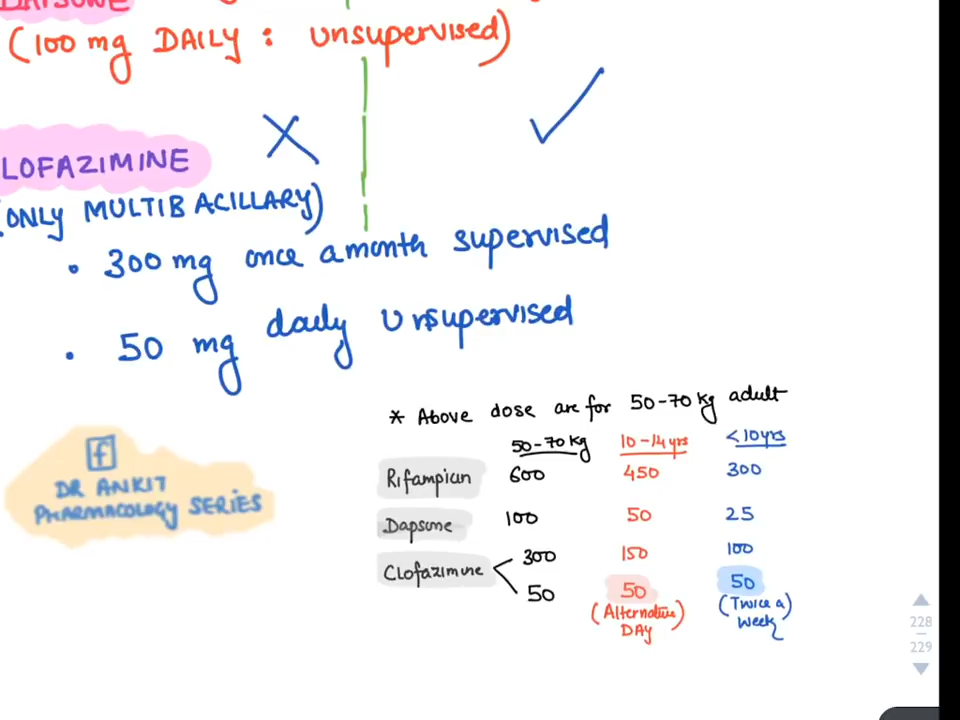 DAPSONE
(100 mg DAILY : unsupervised)
LOFAZIMINE
(ONLY MULTIBACILLARY)
• 300 mg once a month supervised
• 50 mg daily Unsupervised
* Above dose are for 50-70 kg adult
50-70 kg 10-14 yrs <10 yrs
Rifampicin 600 450 300
Dapsone 100 50 25
Clofazimine 300 150 100
50 50 50
(Alternative DAY) (Twice a week)
f
DR ANKIT
PHARMACOLOGY SERIES
228
229